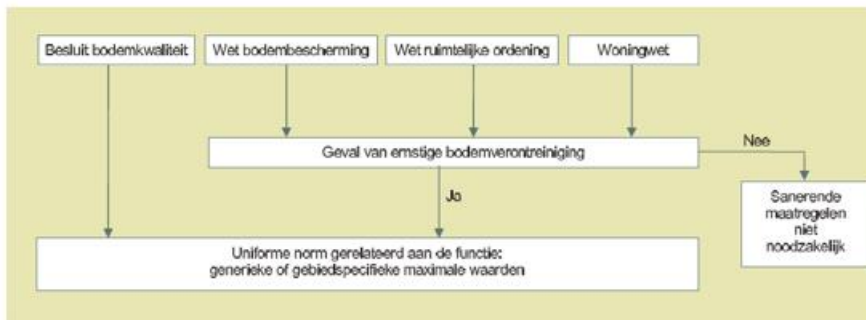 Besluit bodemkwaliteit
Wet bodembescherming
Wet ruimtelijke ordening
Woningwet
Geval van ernstige bodemverontreiniging
Nee
Ja
Sanerende
maatregelen
niet
noodzakelijk
Uniforme norm gerelateerd aan de functie:
generieke of gebiedspecifieke maximale waarden